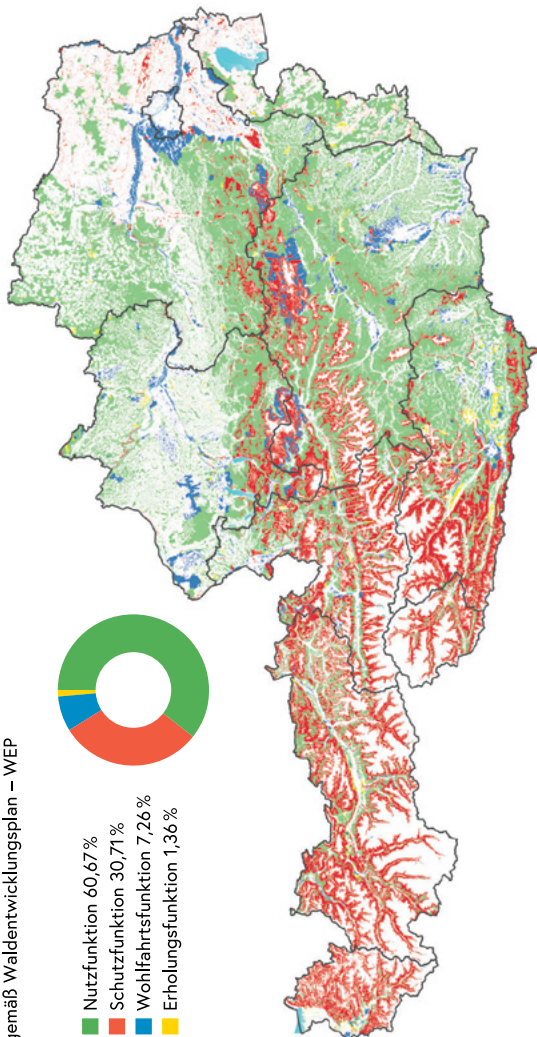 gemäß Waldentwicklungsplan – WEP
Nutzfunktion 60,67 %
Schutzfunktion 30,71 %
Wohlfahrtsfunktion 7,26 %
Erholungsfunktion 1,36 %